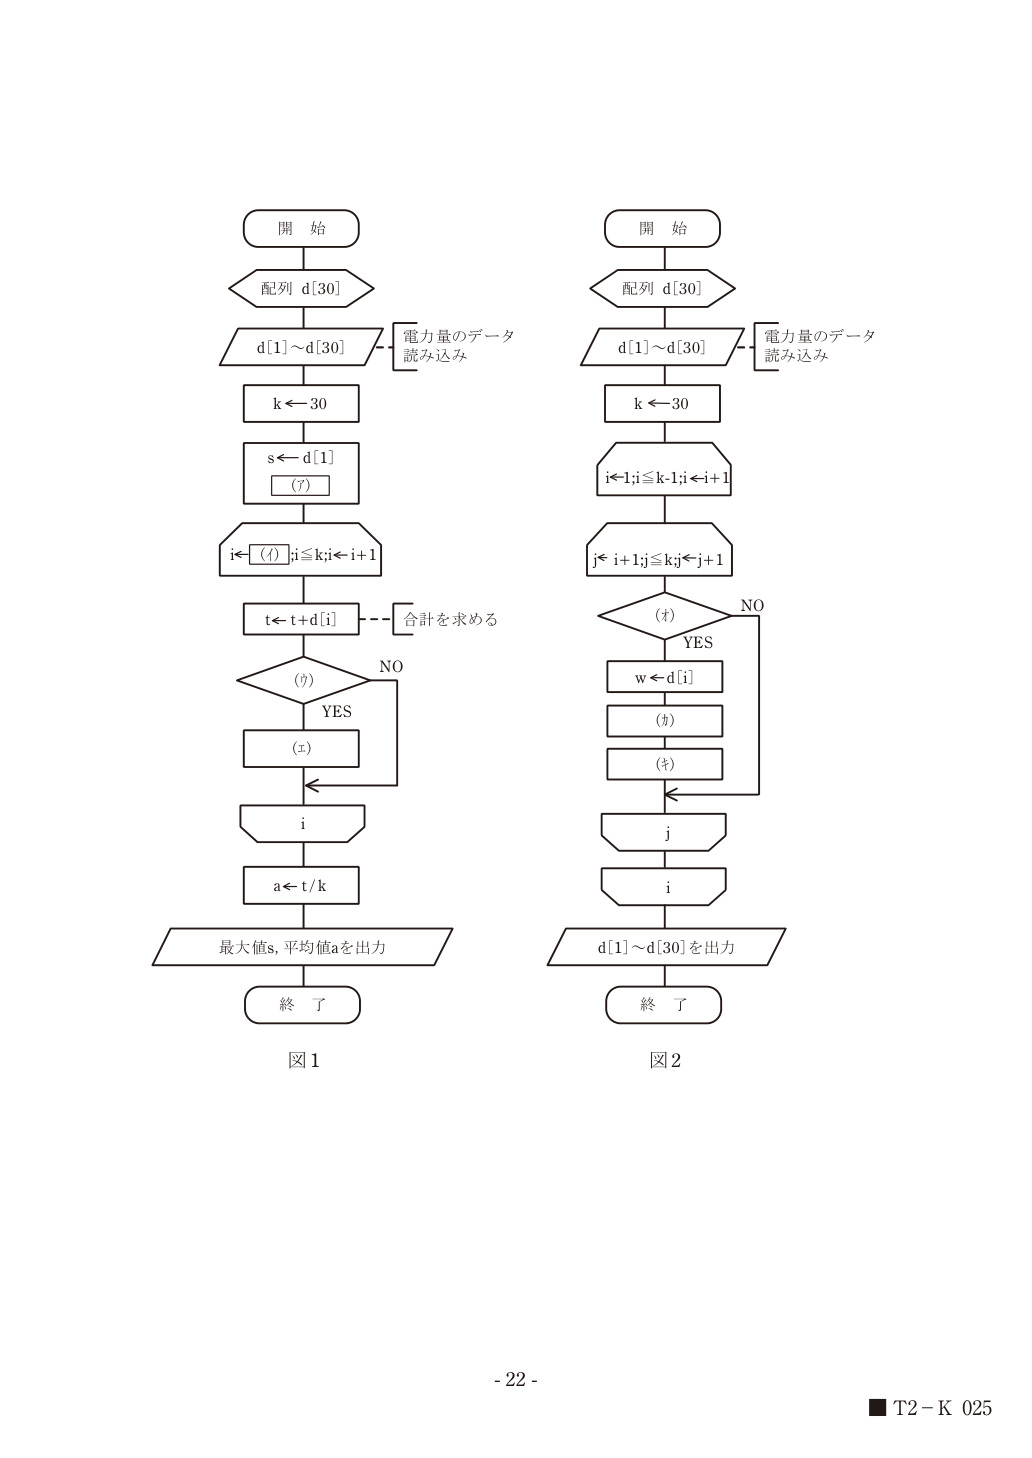 開 始
配列 d[30]
d[1]～d[30]
電力量のデータ
読み込み
k←30
s←d[1]
(ア)
i←(イ);i≦k;i←i+1
t←t+d[i]
合計を求める
(ウ)
NO
YES
(エ)
i
a←t/k
最大値s, 平均値aを出力
終 了
図1
開 始
配列 d[30]
d[1]～d[30]
電力量のデータ
読み込み
k←30
i←1;i≦k-1;i←i+1
j←i+1;j≦k;j←j+1
(オ)
NO
YES
w←d[i]
(カ)
(キ)
j
i
d[1]～d[30]を出力
終 了
図2
- 22 -
■ T2－K 025